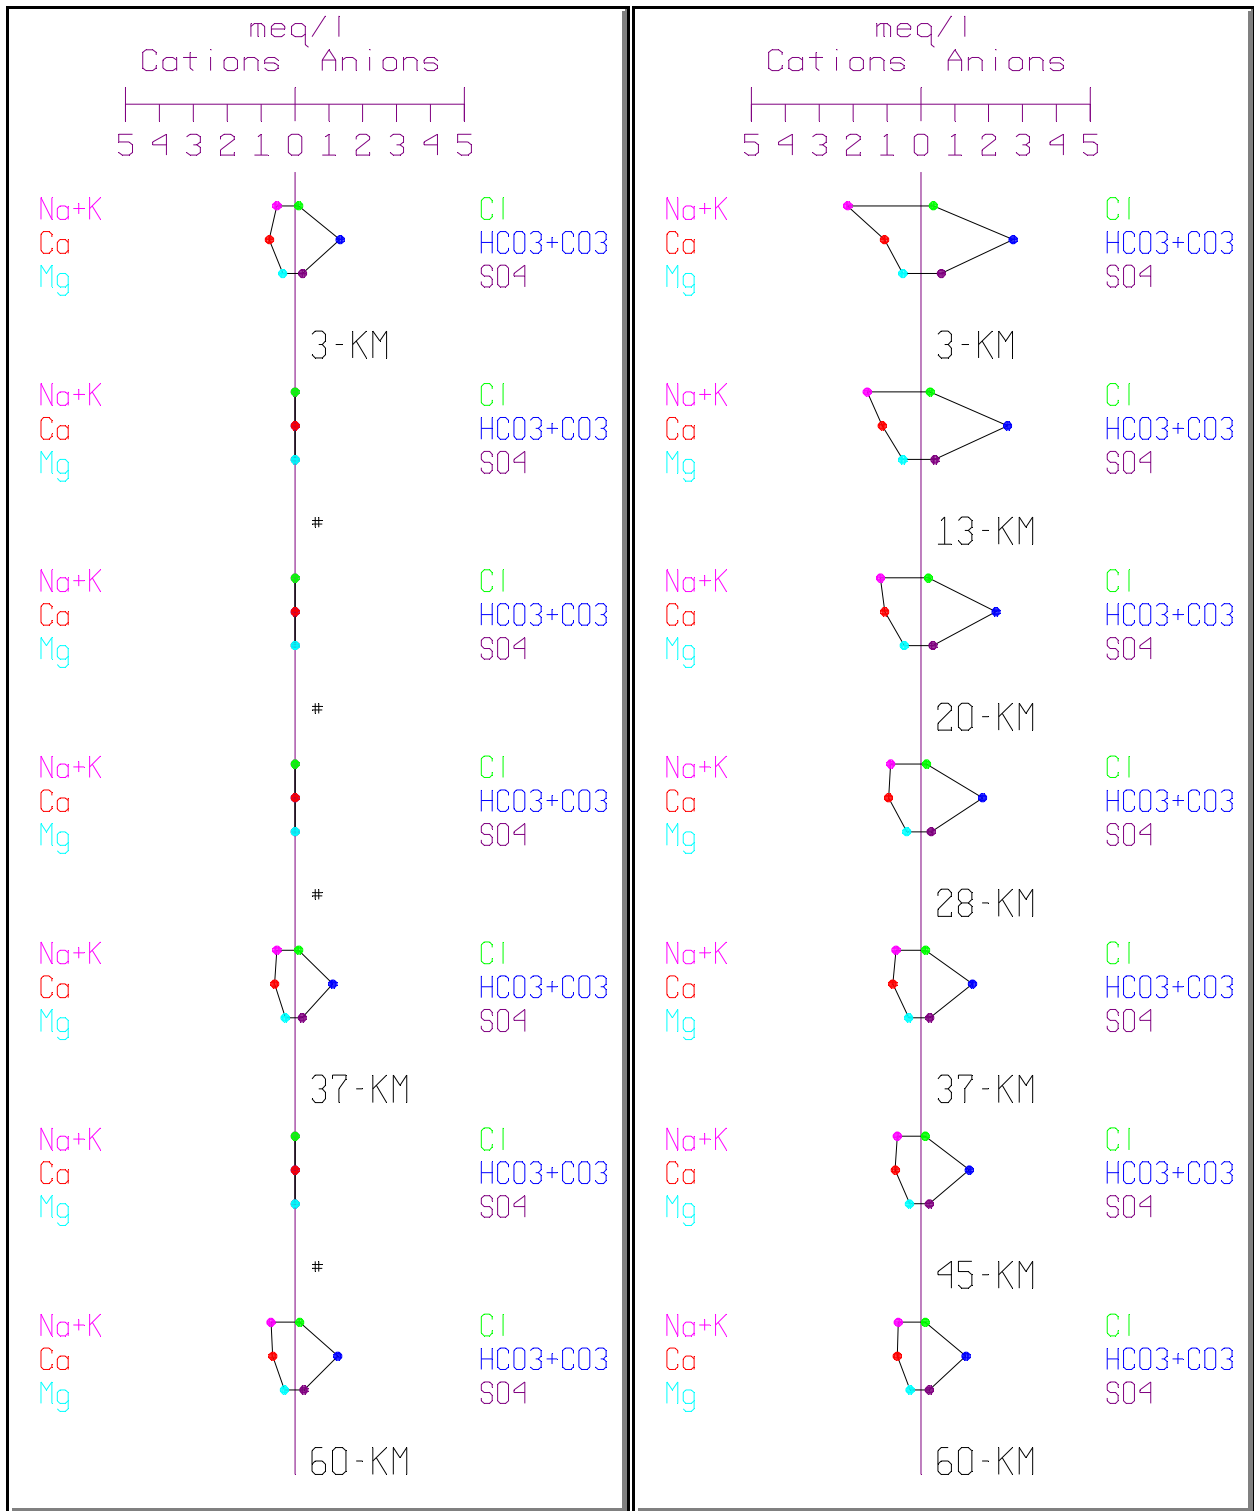 meq/l
Cations Anions
5 4 3 2 1 0 1 2 3 4 5
Na+K Cl
Ca HCO3+CO3
Mg SO4
3-KM
Na+K Cl
Ca HCO3+CO3
Mg SO4
#
Na+K Cl
Ca HCO3+CO3
Mg SO4
#
Na+K Cl
Ca HCO3+CO3
Mg SO4
#
Na+K Cl
Ca HCO3+CO3
Mg SO4
37-KM
Na+K Cl
Ca HCO3+CO3
Mg SO4
#
Na+K Cl
Ca HCO3+CO3
Mg SO4
60-KM
meq/l
Cations Anions
5 4 3 2 1 0 1 2 3 4 5
Na+K Cl
Ca HCO3+CO3
Mg SO4
3-KM
Na+K Cl
Ca HCO3+CO3
Mg SO4
13-KM
Na+K Cl
Ca HCO3+CO3
Mg SO4
20-KM
Na+K Cl
Ca HCO3+CO3
Mg SO4
28-KM
Na+K Cl
Ca HCO3+CO3
Mg SO4
37-KM
Na+K Cl
Ca HCO3+CO3
Mg SO4
45-KM
Na+K Cl
Ca HCO3+CO3
Mg SO4
60-KM